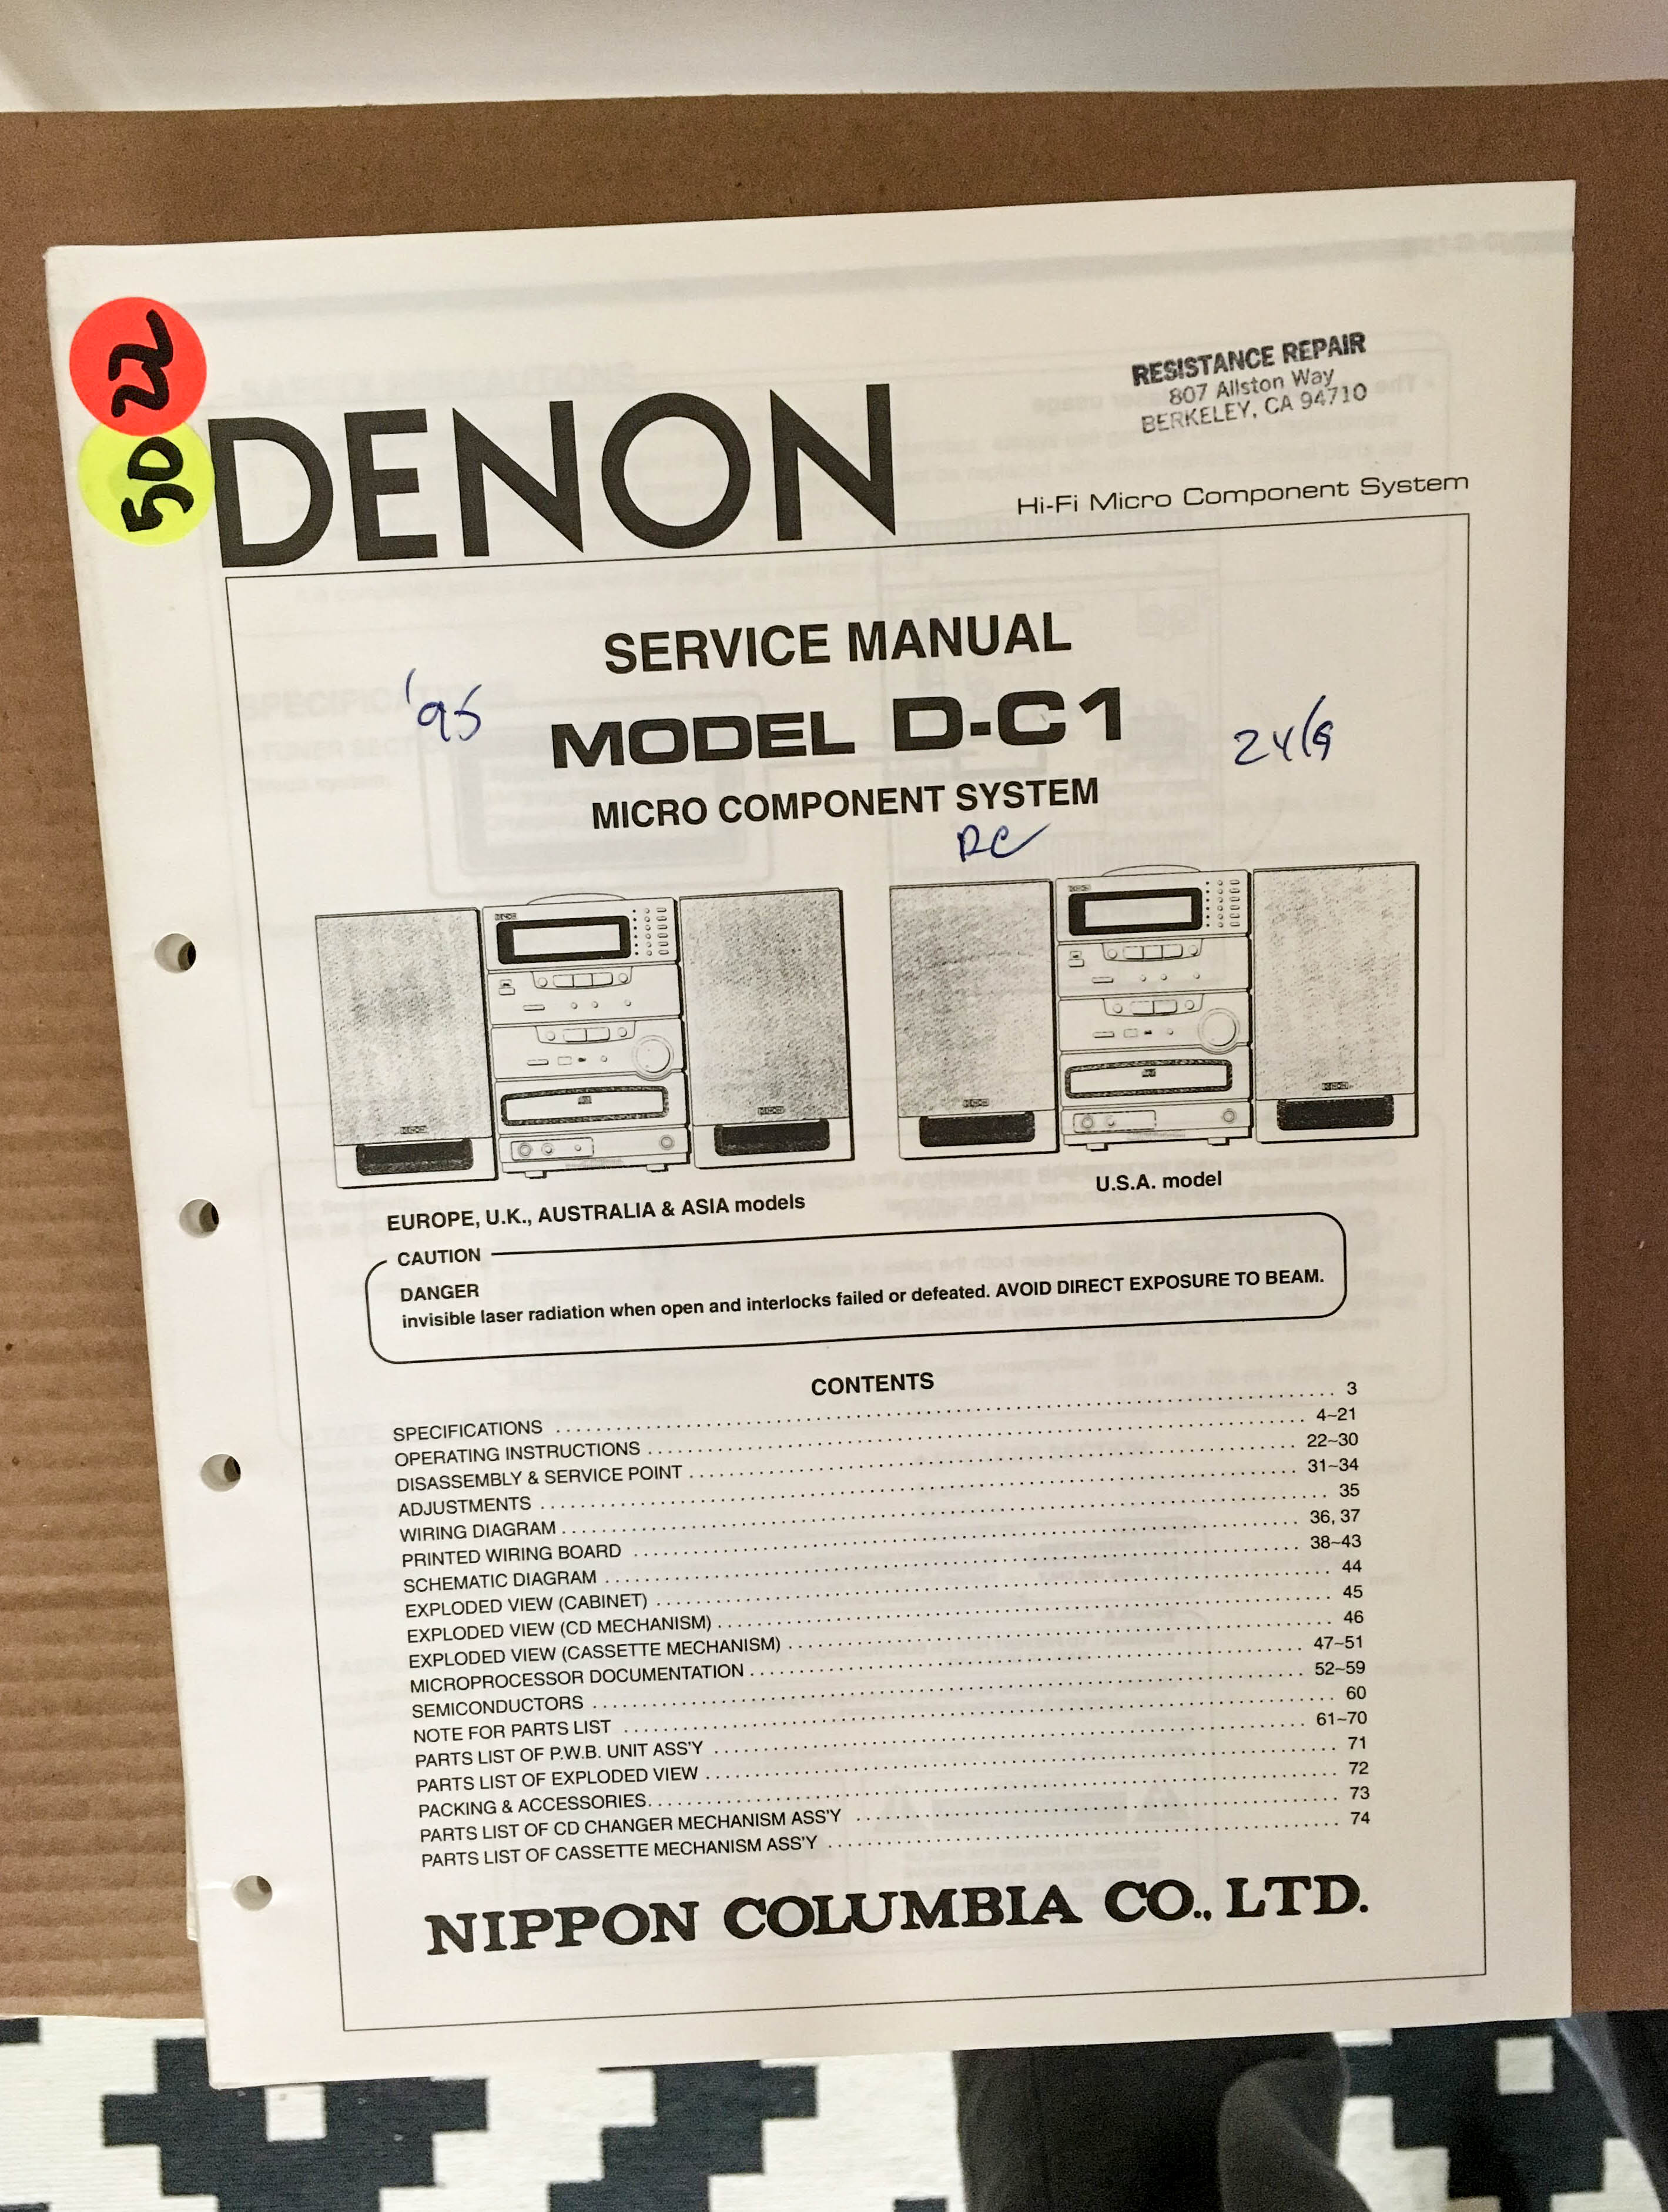 22
50
DENON
RESISTANCE REPAIR
807 Allston Way
BERKELEY, CA 94710
Hi-Fi Micro Component System
SERVICE MANUAL
'95
MODEL D-C1
MICRO COMPONENT SYSTEM
EUROPE, U.K., AUSTRALIA & ASIA models
U.S.A. model
CAUTION
DANGER
invisible laser radiation when open and interlocks failed or defeated. AVOID DIRECT EXPOSURE TO BEAM.
CONTENTS
SPECIFICATIONS ........ 3
OPERATING INSTRUCTIONS ........ 4~21
DISASSEMBLY & SERVICE POINT ........ 22~30
ADJUSTMENTS ........ 31~34
WIRING DIAGRAM ........ 35
PRINTED WIRING BOARD ........ 36, 37
SCHEMATIC DIAGRAM ........ 38~43
EXPLODED VIEW (CABINET) ........ 44
EXPLODED VIEW (CD MECHANISM) ........ 45
EXPLODED VIEW (CASSETTE MECHANISM) ........ 46
MICROPROCESSOR DOCUMENTATION ........ 47~51
SEMICONDUCTORS ........ 52~59
NOTE FOR PARTS LIST ........ 60
PARTS LIST OF P.W.B. UNIT ASS'Y ........ 61~70
PARTS LIST OF EXPLODED VIEW ........ 71
PACKING & ACCESSORIES ........ 72
PARTS LIST OF CD CHANGER MECHANISM ASS'Y ........ 73
PARTS LIST OF CASSETTE MECHANISM ASS'Y ........ 74
NIPPON COLUMBIA CO., LTD.